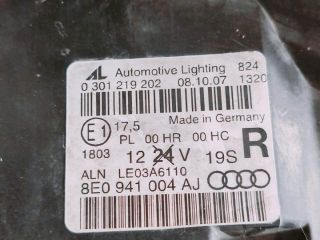 AL Automotive Lighting 824
0 301 219 202 08.10.07 1320
E1 17,5 Made in Germany
PL 00 HR 00 HC R
1803 12 24 V 19S
ALN LE03A6110
8E0 941 004 AJ